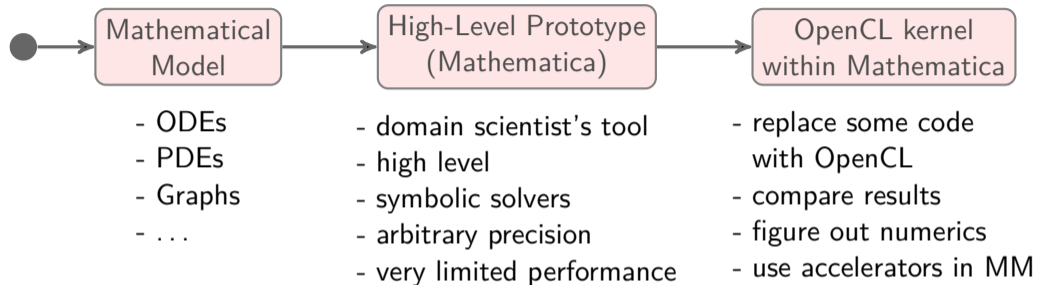 Mathematical
Model
- ODEs
- PDEs
- Graphs
- . . .
High-Level Prototype
(Mathematica)
- domain scientist's tool
- high level
- symbolic solvers
- arbitrary precision
- very limited performance
OpenCL kernel
within Mathematica
- replace some code
with OpenCL
- compare results
- figure out numerics
- use accelerators in MM